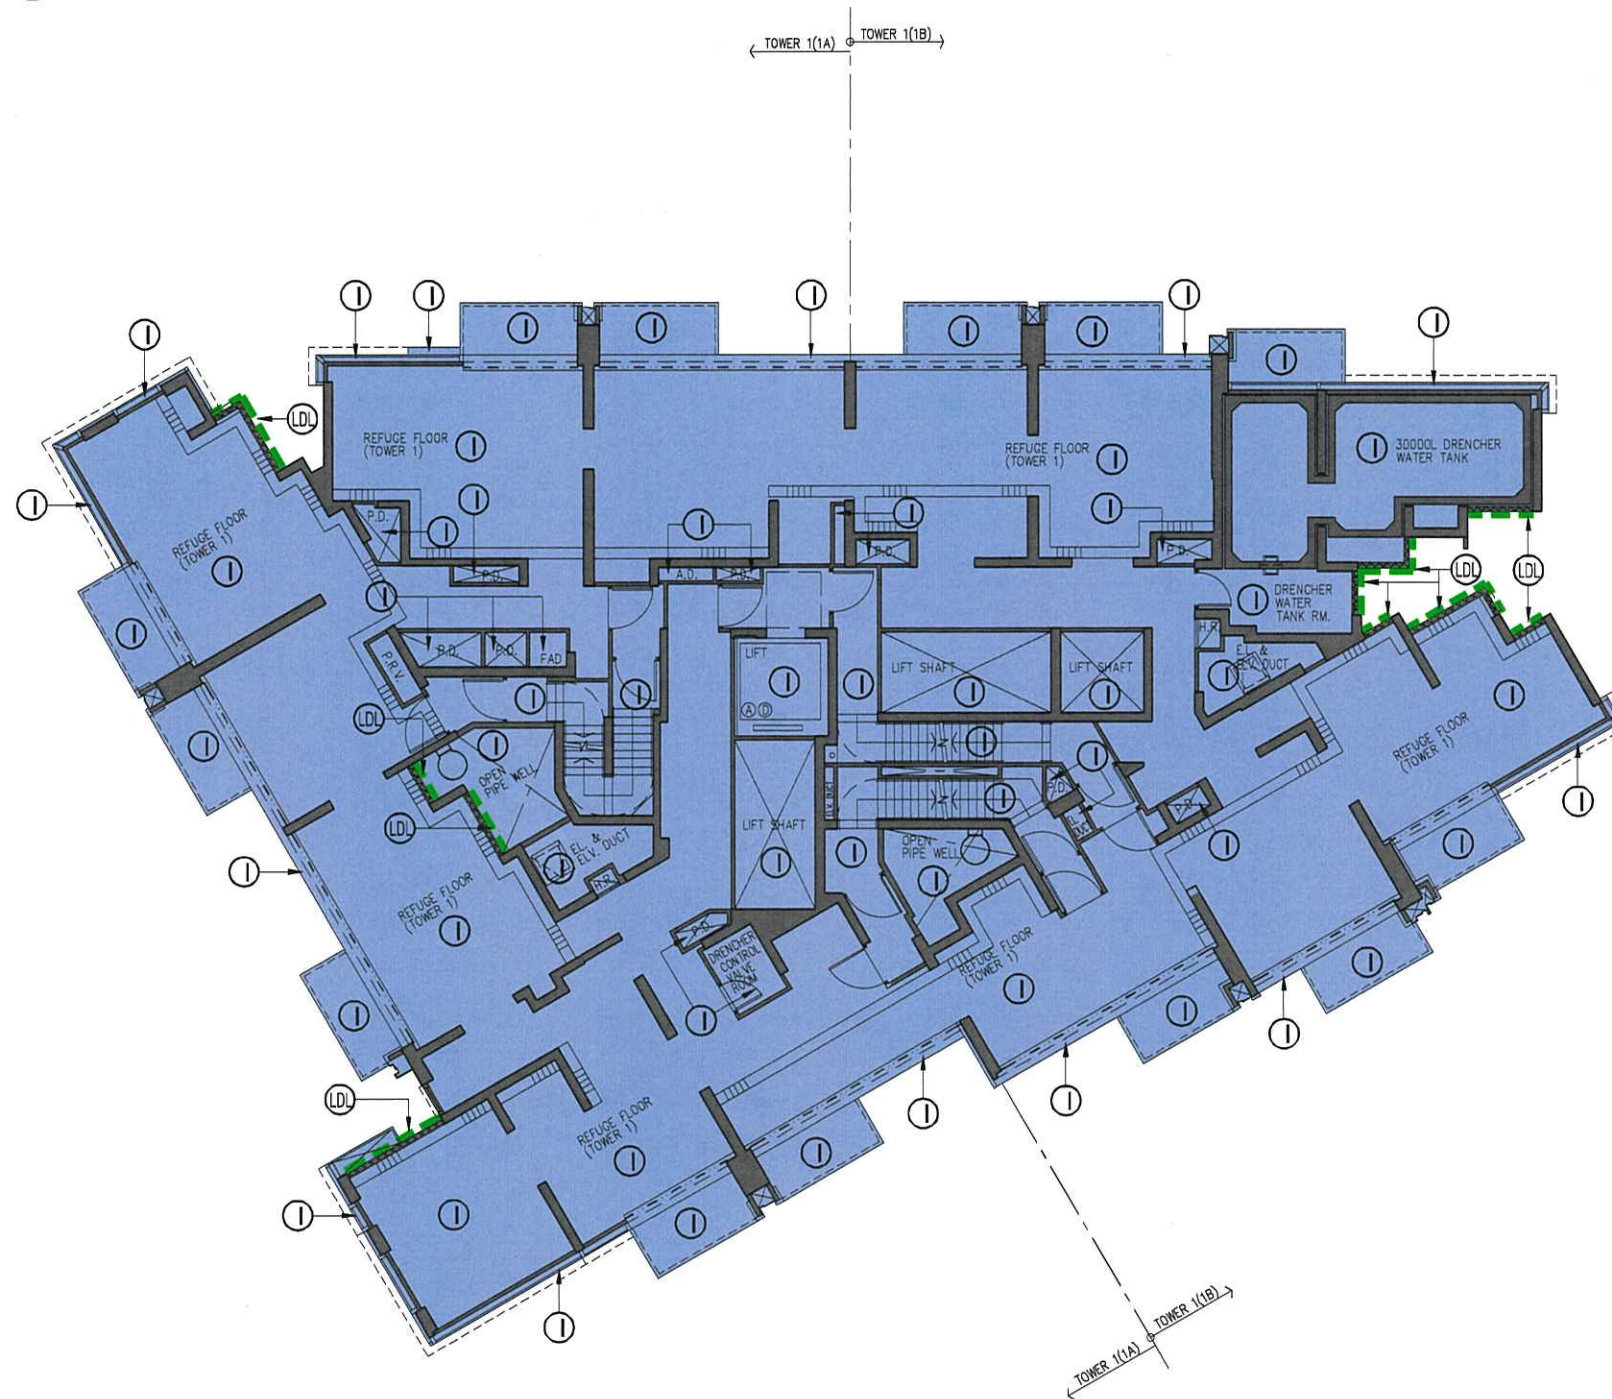 TOWER 1(1A)
TOWER 1(1B)
LDL
REFUGE FLOOR
(TOWER 1)
REFUGE FLOOR
(TOWER 1)
30000L DRENCHER
WATER TANK
REFUGE FLOOR
(TOWER 1)
P.D.
P.D.
A.D.
P.D.
P.D.
P.D.
LDL
LDL
DRENCHER
WATER
TANK RM.
P.D.
P.D.
FAD
P.R.V.
LIFT
A D
LIFT SHAFT
LIFT SHAFT
H.R.
EL. &
ELV. DUCT
LDL
OPEN
PIPE WELL
REFUGE FLOOR
(TOWER 1)
LDL
LIFT SHAFT
ELV. DUCT
P.D.
EL.
DUCT
P.D.
OPEN
PIPE WELL
EL. &
ELV. DUCT
H.R.
REFUGE FLOOR
(TOWER 1)
P.D.
DRENCHER
CONTROL
VALVE
ROOM
REFUGE FLOOR
(TOWER 1)
LDL
REFUGE FLOOR
(TOWER 1)
TOWER 1(1B)
TOWER 1(1A)